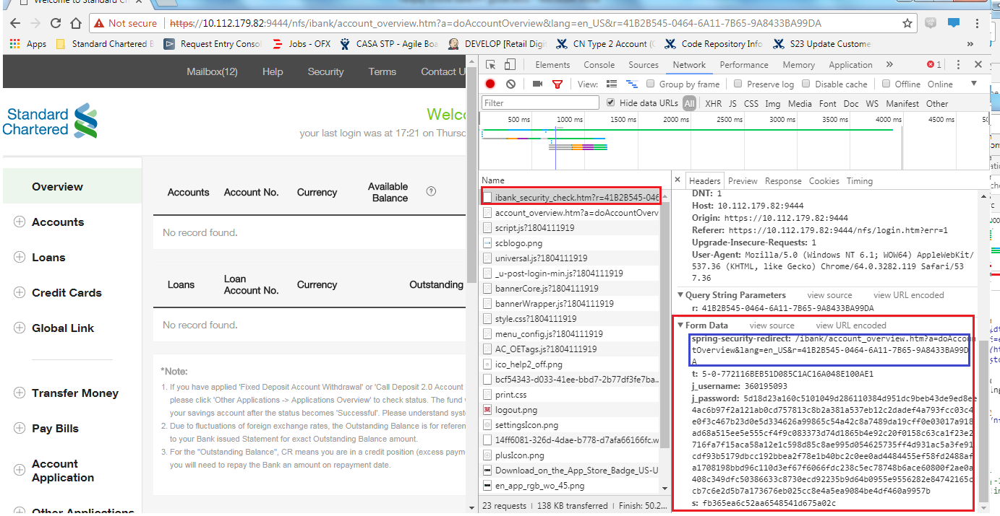 Welcome to Standard Ch
Not secure | https://10.112.179.82:9444/nfs/ibank/account_overview.htm?a=doAccountOverview&lang=en_US&r=41B2B545-0464-6A11-7B65-9A8433BA99DA
Apps Standard Chartered B Request Entry Consol Jobs - OFX CASA STP - Agile Boa DEVELOP [Retail Digi CN Type 2 Account (C Code Repository Info S23 Update Custome »
Mailbox(12) Help Security Terms Contact U
Standard
Chartered
Welco
your last login was at 17:21 on Thursd
Overview
Accounts
Loans
Credit Cards
Global Link
Transfer Money
Pay Bills
Account
Application
Other Applications
Accounts Account No. Currency Available
Balance ?
No record found.
Loans Loan
Account No. Currency Outstanding
No record found.
*Note:
1. If you have applied 'Fixed Deposit Account Withdrawal' or 'Call Deposit 2.0 Account
please click 'Other Applications -> Applications Overview' to check status. The fund
your savings account after the status becomes 'Successful'. Please understand syst
2. Due to fluctuations of foreign exchange rates, the Outstanding Balance is for referen
to your Bank issued Statement for exact Outstanding Balance amount.
3. For the "Outstanding Balance", CR means you are in a credit position (excess paym
you will need to repay the Bank an amount on repayment date.
Elements Console Sources Network Performance Memory Application » 1
View: Group by frame Preserve log Disable cache Offline Online
Filter Hide data URLs All XHR JS CSS Img Media Font Doc WS Manifest Other
500 ms 1000 ms 1500 ms 2000 ms 2500 ms 3000 ms 3500 ms 4000 ms 4500 ms 50
Name
ibank_security_check.htm?r=41B2B545-046
account_overview.htm?a=doAccountOverv
script.js?1804111919
scblogo.png
universal.js?1804111919
_u-post-login-min.js?1804111919
bannerCore.js?1804111919
bannerWrapper.js?1804111919
style.css?1804111919
menu_config.js?1804111919
AC_OETags.js?1804111919
ico_help2_off.png
bcf54343-d033-41ee-bbd7-2b77df3fe7ba...
print.css
logout.png
settingsIcon.png
14ff6081-326d-4dae-b778-d7afa66166fc.w
plusIcon.png
Download_on_the_App_Store_Badge_US-U
en_app_rgb_wo_45.png
23 requests | 138 KB transferred | Finish: 50.2...
Headers Preview Response Cookies Timing
DNT: 1
Host: 10.112.179.82:9444
Origin: https://10.112.179.82:9444
Referer: https://10.112.179.82:9444/nfs/login.htm?err=1
Upgrade-Insecure-Requests: 1
User-Agent: Mozilla/5.0 (Windows NT 6.1; WOW64) AppleWebKit/
537.36 (KHTML, like Gecko) Chrome/64.0.3282.119 Safari/53
7.36
Query String Parameters view source view URL encoded
r: 41B2B545-0464-6A11-7B65-9A8433BA99DA
Form Data view source view URL encoded
spring-security-redirect: /ibank/account_overview.htm?a=doAccou
ntOverview&lang=en_US&r=41B2B545-0464-6A11-7B65-9A8433BA99D
A
t: 5-0-772116BEB51D085C1AC16A048E100AE1
j_username: 360195093
j_password: 5d18d23a160c5101049d286110384d951dc9beb43de9ed8ee
4ac6b97f2a121ab0cd757813c8b2a381a537eb12c2dadef4a793fcc03c4
e0f3c467b23d0e5d334626a99865c54a42c8a7489da19cff0e03017a918
ad68a515ee5e555cf4f9c083373d74d1865b4e92c20f0158c63ca1f23e2
716fa7f15aca58a12e1c598d85c8ae995d054625735ff4d931ac5a3fe91
cdf93b5179dbcc192bbea2f78e1b40bc2c0ee0ad4484455ef58fd2488af
a1708198bbd96c110d3ef67f6066fdc238c5ec78748b6ace60800f2ae0a
408c349dfc50386633c8730ecd92235b9d64b0955e9556282e84742165c
cb7c6e2d5b7a173676eb025cc8e4a5ea9084be4df460a9957b
s: fb365ea6c52aa6548541d675a02c